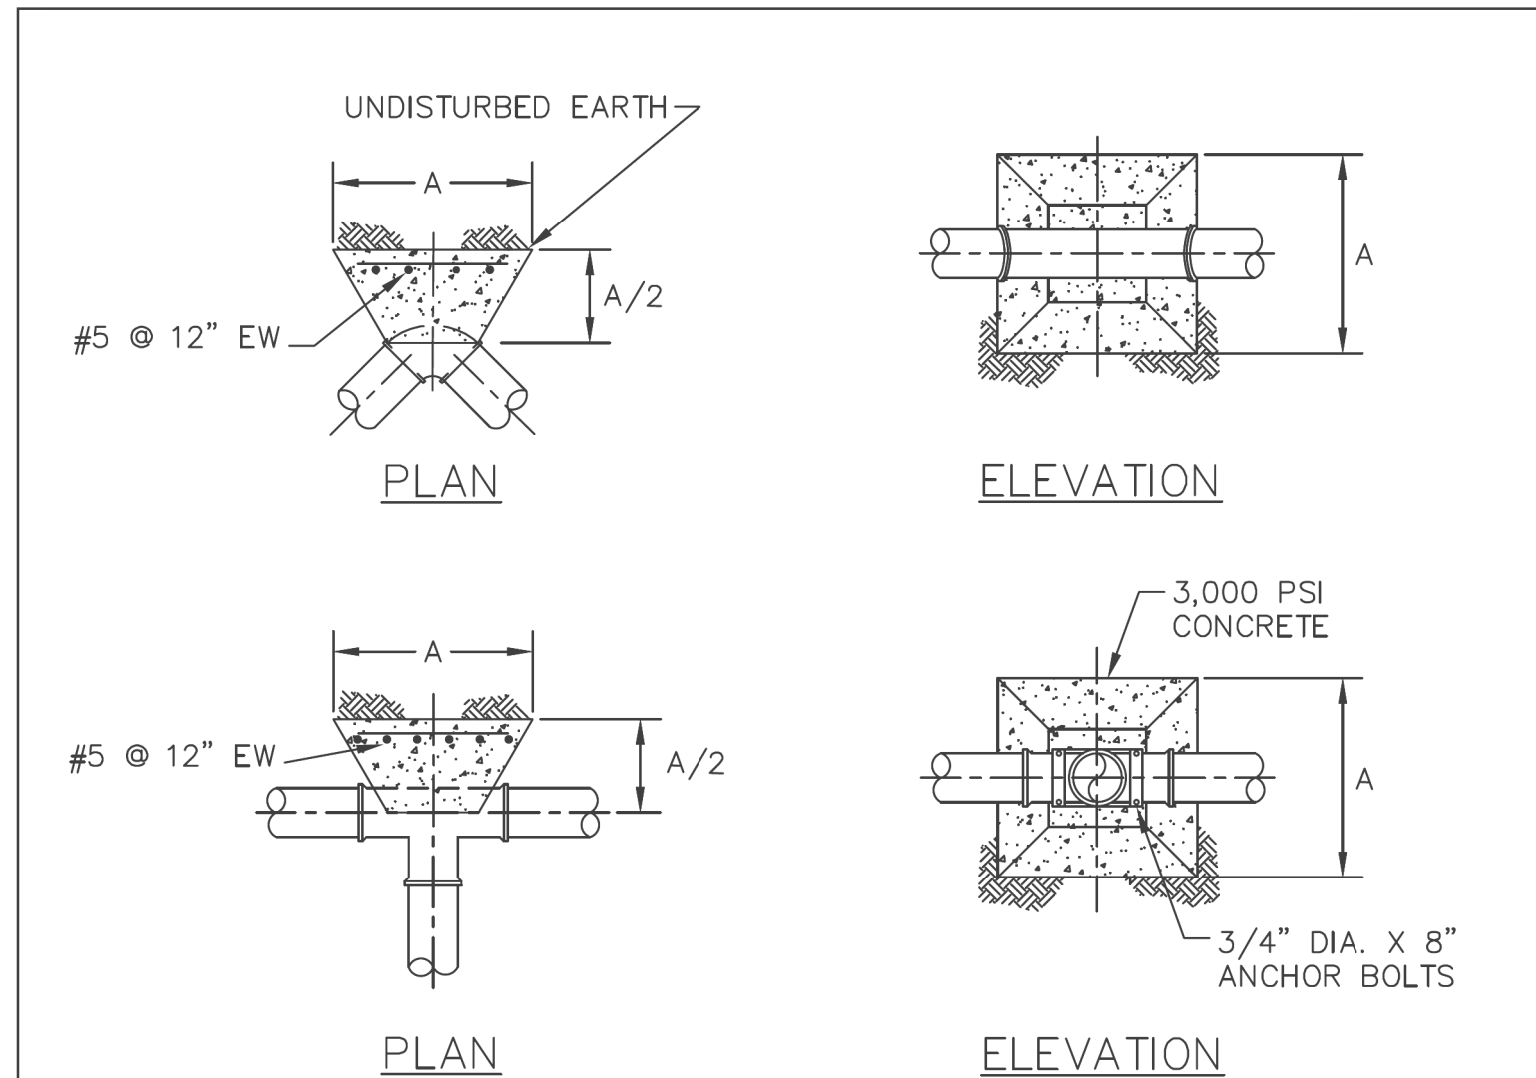 UNDISTURBED EARTH
A
A/2
#5 @ 12” EW
A
PLAN
ELEVATION
3,000 PSI
CONCRETE
A
#5 @ 12” EW
A/2
A
3/4” DIA. X 8”
ANCHOR BOLTS
PLAN
ELEVATION